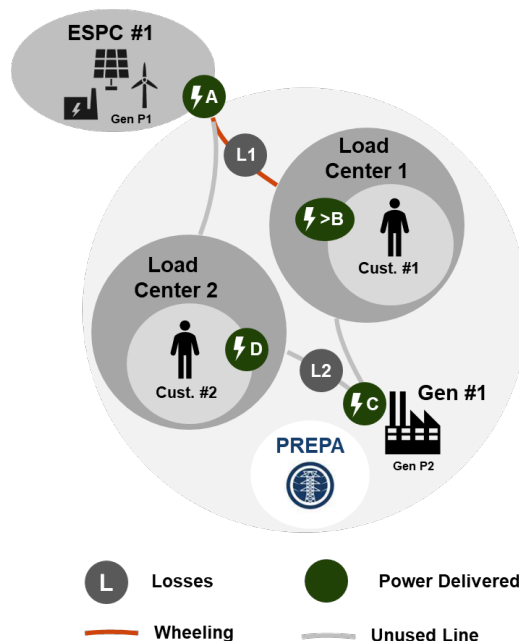 ESPC #1
Gen P1
A
L1
Load
Center 1
>B
Cust. #1
Load
Center 2
D
Cust. #2
L2
C
Gen #1
Gen P2
PREPA
L
Losses
Power Delivered
Wheeling
Unused Line